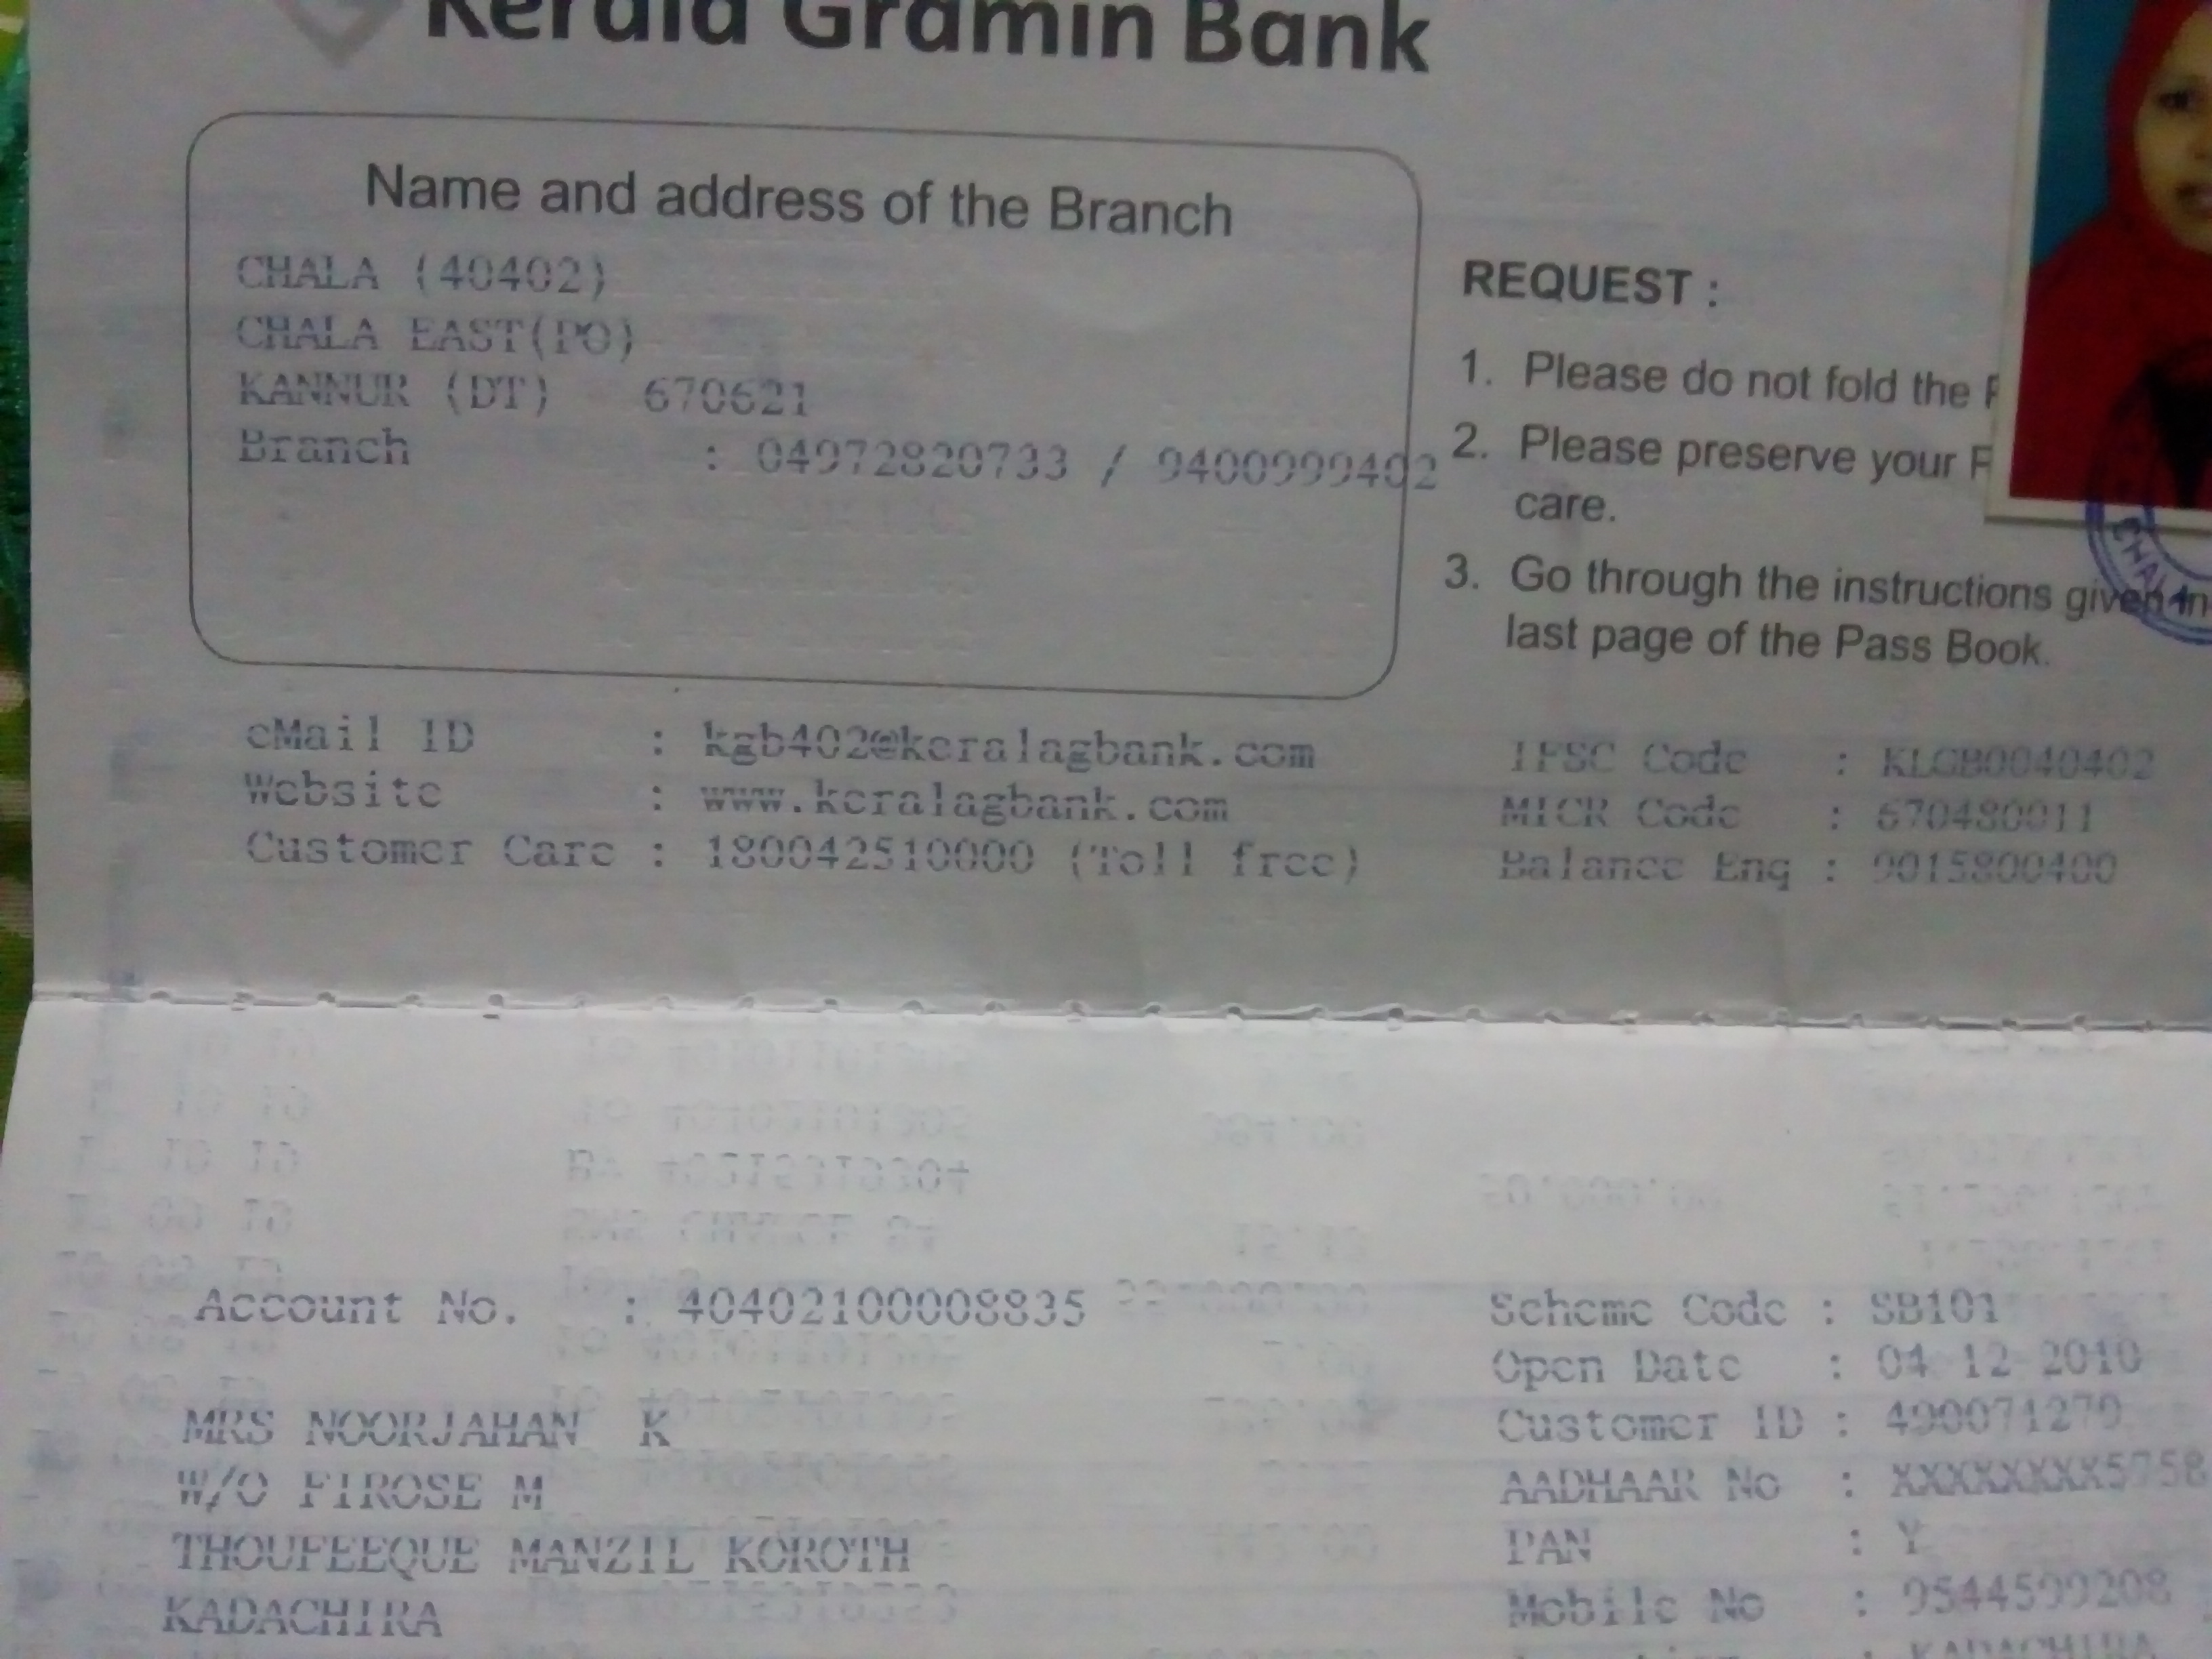 Kerala Gramin Bank
Name and address of the Branch
CHALA (40402)
CHALA EAST(PO)
KANNUR (DT) 670621
Branch : 04972820733 / 9400999402
REQUEST :
1. Please do not fold the
2. Please preserve your
care.
3. Go through the instructions given in
last page of the Pass Book.
eMail ID : kgb402@keralagbank.com
Website : www.keralagbank.com
Customer Care : 180042510000 (Toll free)
IFSC Code : KLGB0040402
MICR Code : 670480011
Balance Enq : 9015800400
CHALA
Account No. : 40402100008835
MRS NOORJAHAN K
W/O FIROSE M
THOUFEEQUE MANZIL KOROTH
KADACHIRA
Scheme Code : SB101
Open Date : 04 12 2010
Customer ID : 490071279
AADHAAR No : XXXXXXXX5758
PAN : Y
Mobile No : 9544599208
KADACHIRA